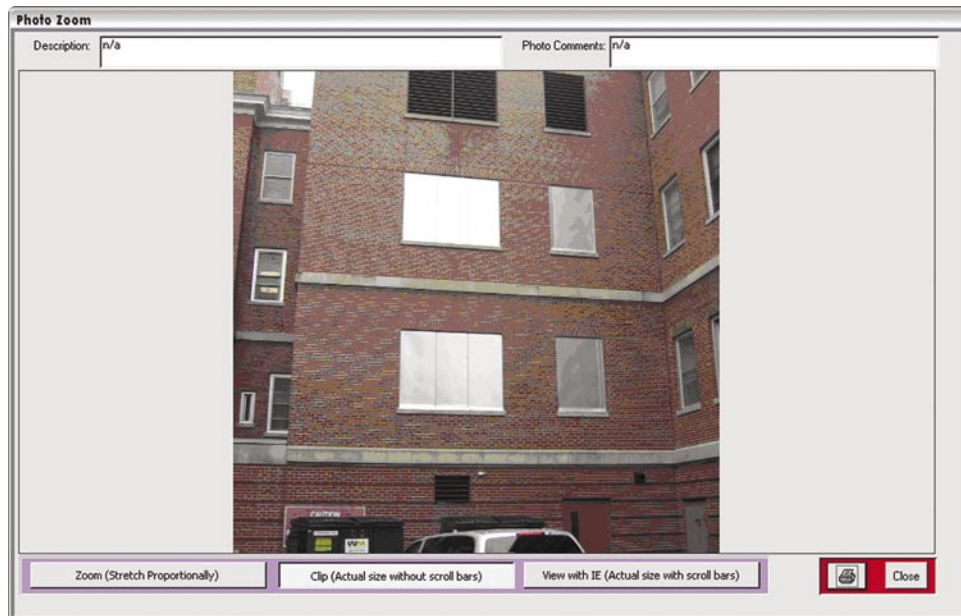 Photo Zoom
Description: n/a
Photo Comments: n/a
CAUTION
WM
Zoom (Stretch Proportionally)
Clip (Actual size without scroll bars)
View with IE (Actual size with scroll bars)
Close